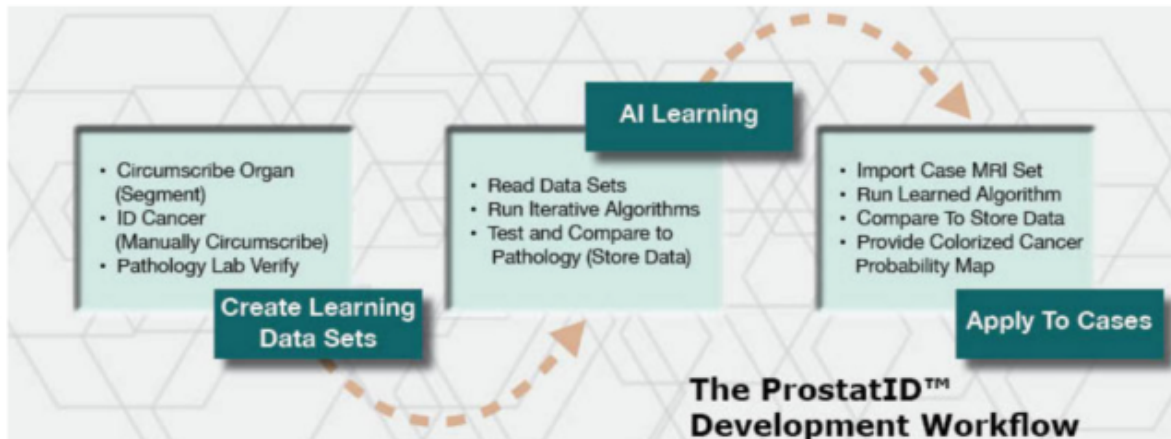 • Circumscribe Organ
(Segment)
• ID Cancer
(Manually Circumscribe)
• Pathology Lab Verify
Create Learning
Data Sets
AI Learning
• Read Data Sets
• Run Iterative Algorithms
• Test and Compare to
Pathology (Store Data)
• Import Case MRI Set
• Run Learned Algorithm
• Compare To Store Data
• Provide Colorized Cancer
Probability Map
Apply To Cases
The ProstatID™
Development Workflow